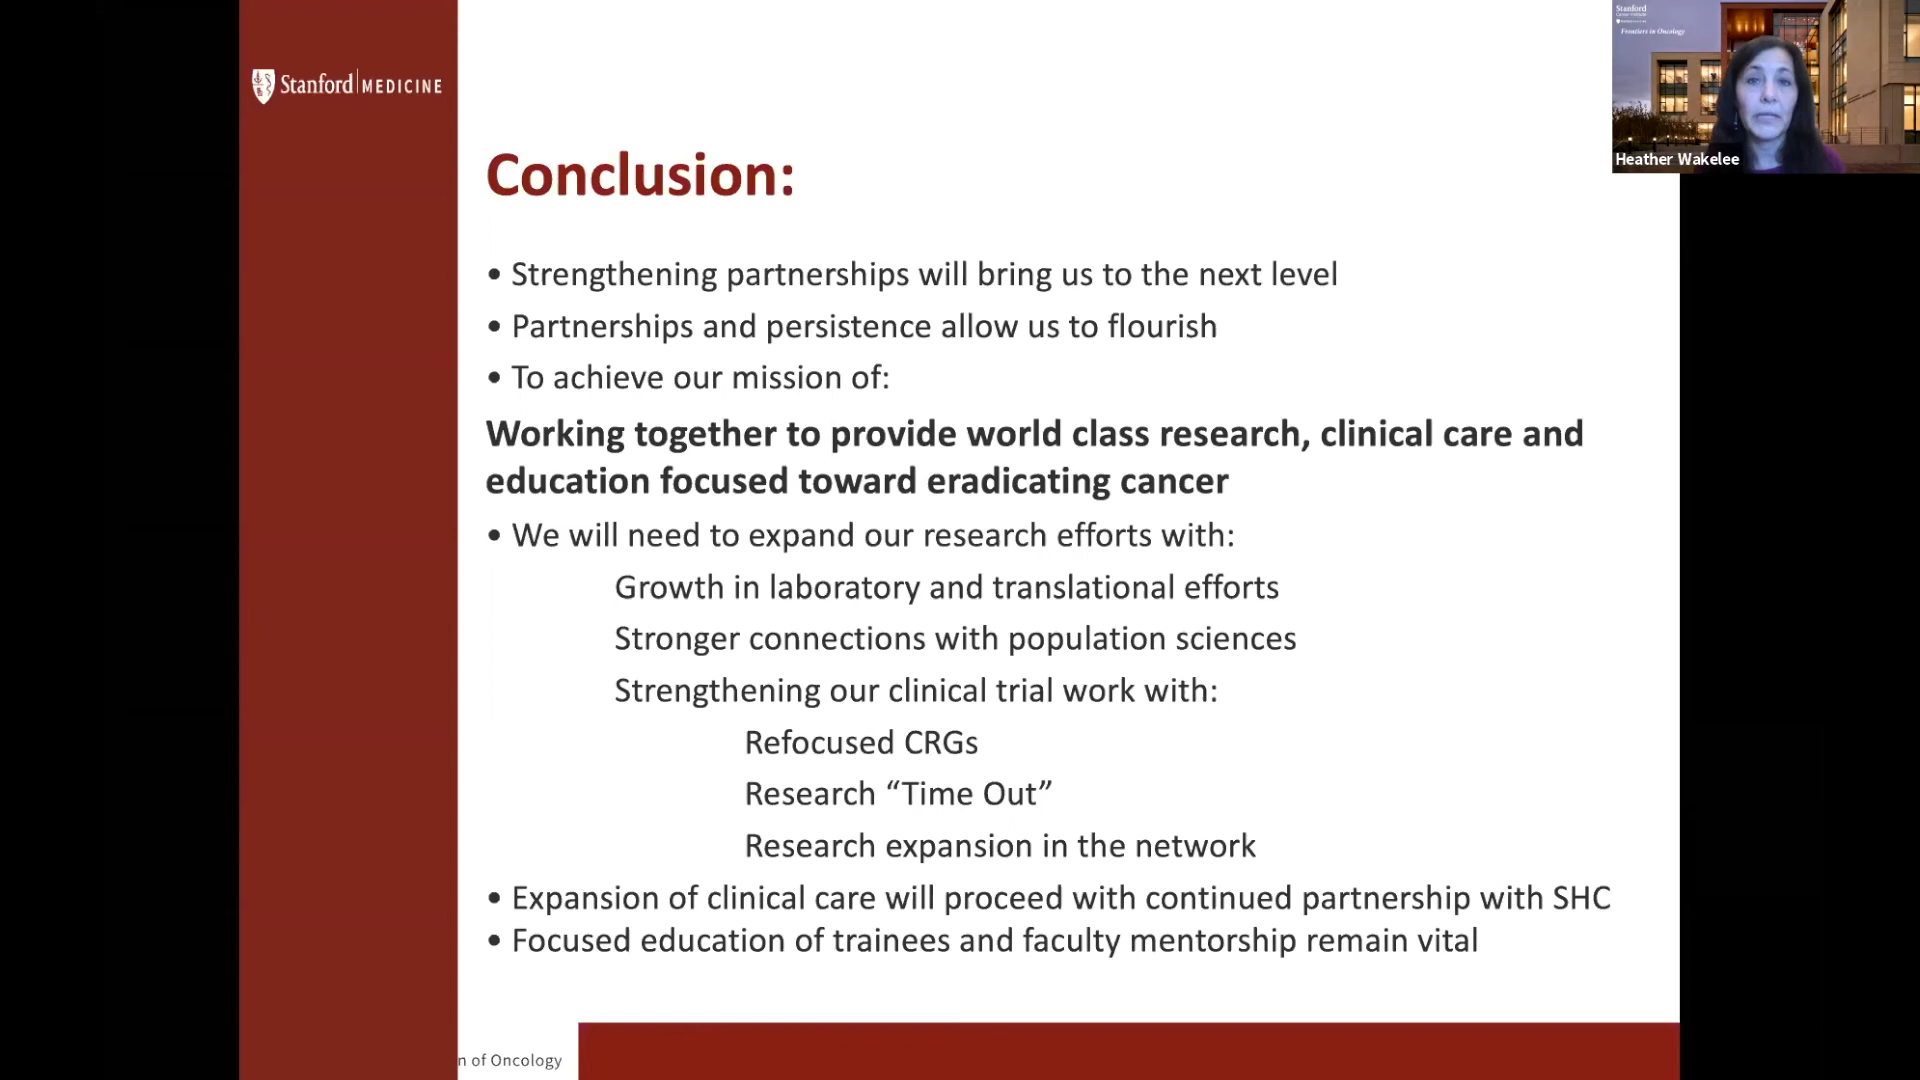 Stanford MEDICINE
Stanford
Frontiers in Oncology
Heather Wakelee
Conclusion:
• Strengthening partnerships will bring us to the next level
• Partnerships and persistence allow us to flourish
• To achieve our mission of:
Working together to provide world class research, clinical care and
education focused toward eradicating cancer
• We will need to expand our research efforts with:
Growth in laboratory and translational efforts
Stronger connections with population sciences
Strengthening our clinical trial work with:
Refocused CRGs
Research “Time Out”
Research expansion in the network
• Expansion of clinical care will proceed with continued partnership with SHC
• Focused education of trainees and faculty mentorship remain vital
n of Oncology